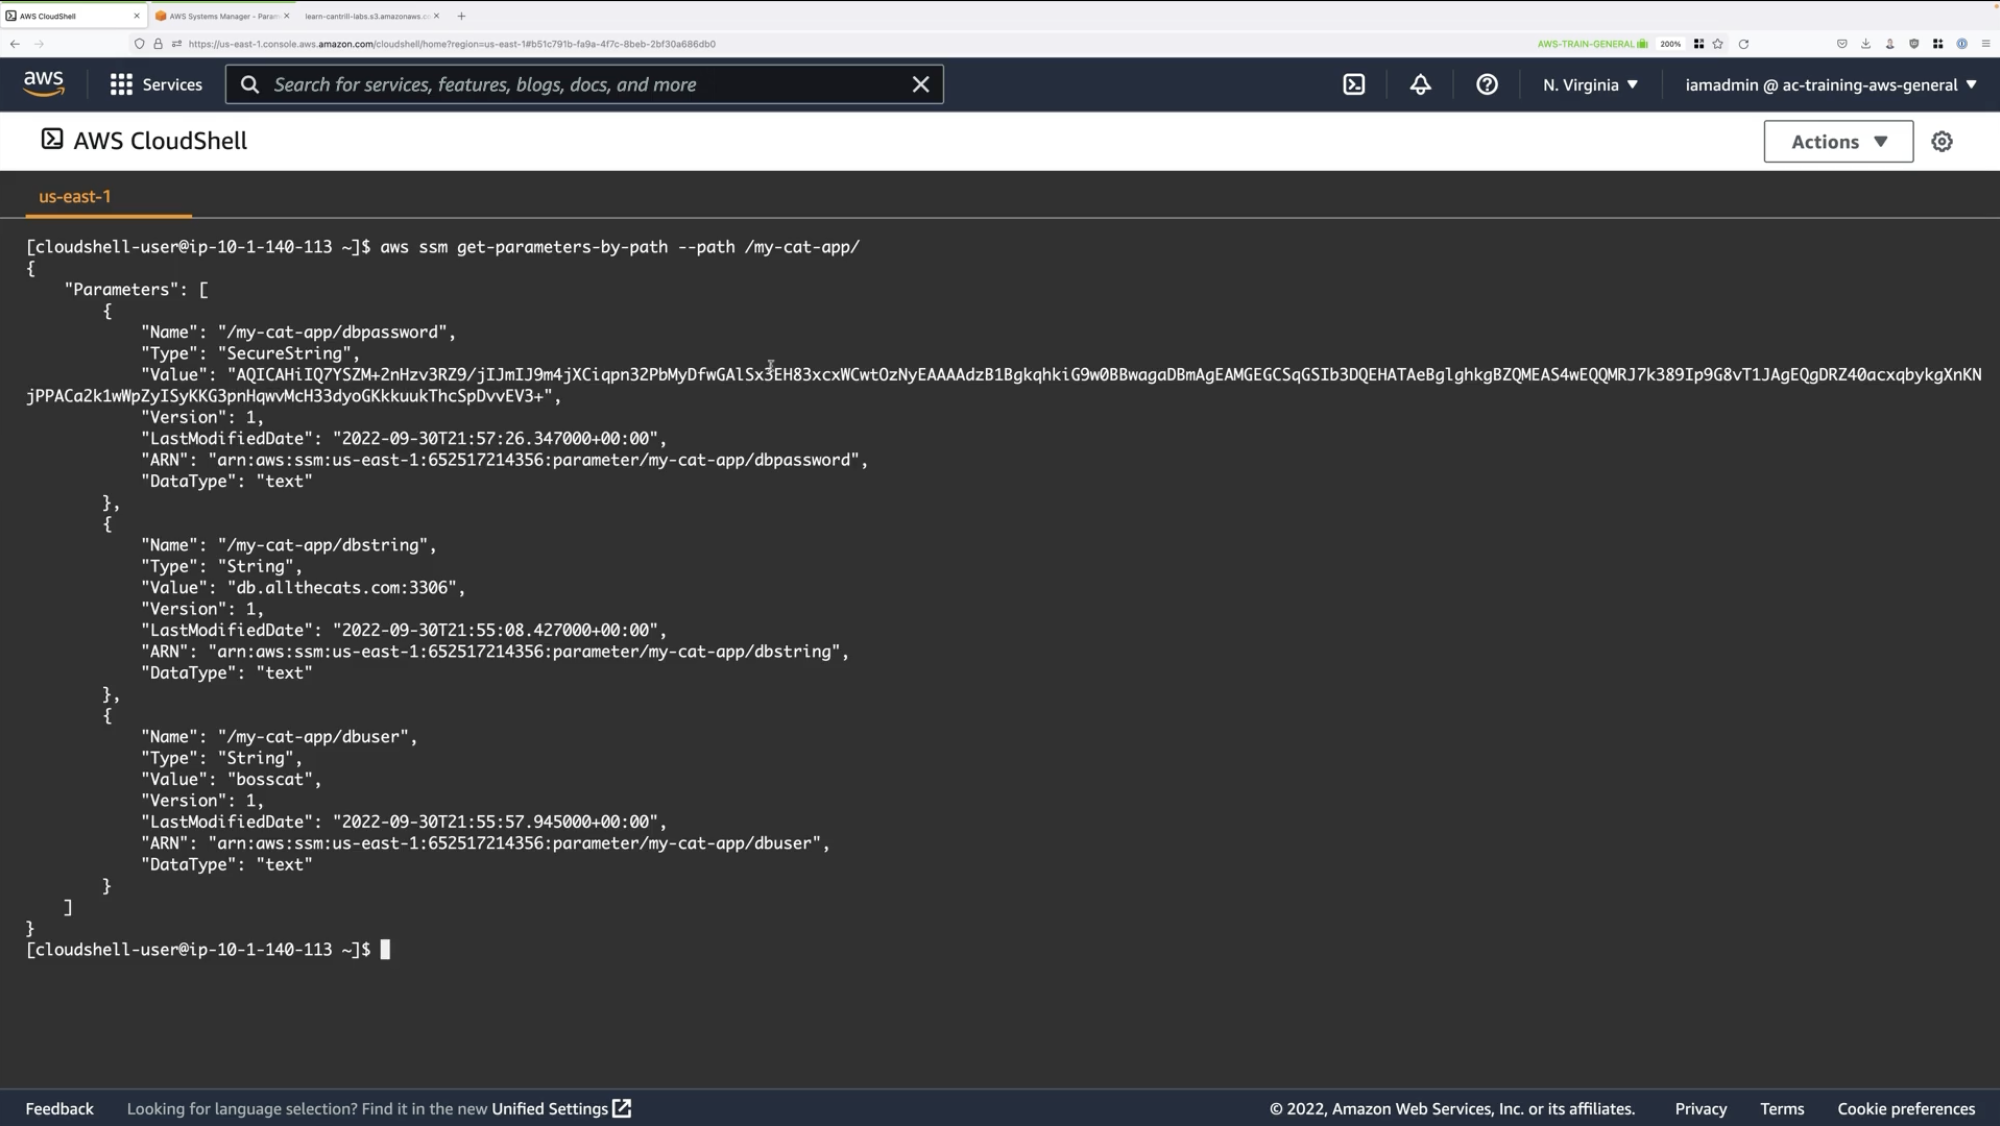 AWS CloudShell
AWS Systems Manager - Param
learn-cantrill-labs.s3.amazonaws.co
https://us-east-1.console.aws.amazon.com/cloudshell/home?region=us-east-1#b51c791b-fa9a-4f7c-8beb-2bf30a686db0
AWS-TRAIN-GENERAL
200%
aws
Services
Search for services, features, blogs, docs, and more
N. Virginia
iamadmin @ ac-training-aws-general
AWS CloudShell
Actions
us-east-1
[cloudshell-user@ip-10-1-140-113 ~]$ aws ssm get-parameters-by-path --path /my-cat-app/
{
"Parameters": [
{
"Name": "/my-cat-app/dbpassword",
"Type": "SecureString",
"Value": "AQICAHiIQ7YSZM+2nHzv3RZ9/jIJmIJ9m4jXCiqpn32PbMyDfwGAlSx3EH83xcxWCwtOzNyEAAAAdzB1BgkqhkiG9w0BBwagaDBmAgEAMGEGCSqGSIb3DQEHATAeBglghkgBZQMEAS4wEQQMRJ7k389Ip9G8vT1JAgEQgDRZ40acxqbykgXnKN
jPPACa2k1wWpZyISyKKG3pnHqwvMcH33dyoGKkkuukThcSpDvvEV3+",
"Version": 1,
"LastModifiedDate": "2022-09-30T21:57:26.347000+00:00",
"ARN": "arn:aws:ssm:us-east-1:652517214356:parameter/my-cat-app/dbpassword",
"DataType": "text"
},
{
"Name": "/my-cat-app/dbstring",
"Type": "String",
"Value": "db.allthecats.com:3306",
"Version": 1,
"LastModifiedDate": "2022-09-30T21:55:08.427000+00:00",
"ARN": "arn:aws:ssm:us-east-1:652517214356:parameter/my-cat-app/dbstring",
"DataType": "text"
},
{
"Name": "/my-cat-app/dbuser",
"Type": "String",
"Value": "bosscat",
"Version": 1,
"LastModifiedDate": "2022-09-30T21:55:57.945000+00:00",
"ARN": "arn:aws:ssm:us-east-1:652517214356:parameter/my-cat-app/dbuser",
"DataType": "text"
}
]
}
[cloudshell-user@ip-10-1-140-113 ~]$
Feedback
Looking for language selection? Find it in the new Unified Settings
© 2022, Amazon Web Services, Inc. or its affiliates.
Privacy
Terms
Cookie preferences